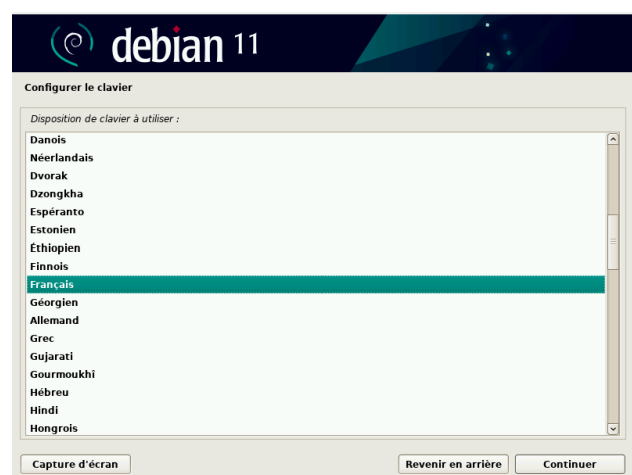 debian 11
Configurer le clavier
Disposition de clavier à utiliser :
Danois
Néerlandais
Dvorak
Dzongkha
Espéranto
Estonien
Éthiopien
Finnois
Français
Géorgien
Allemand
Grec
Gujarati
Gourmoukhî
Hébreu
Hindi
Hongrois
Capture d'écran Revenir en arrière Continuer